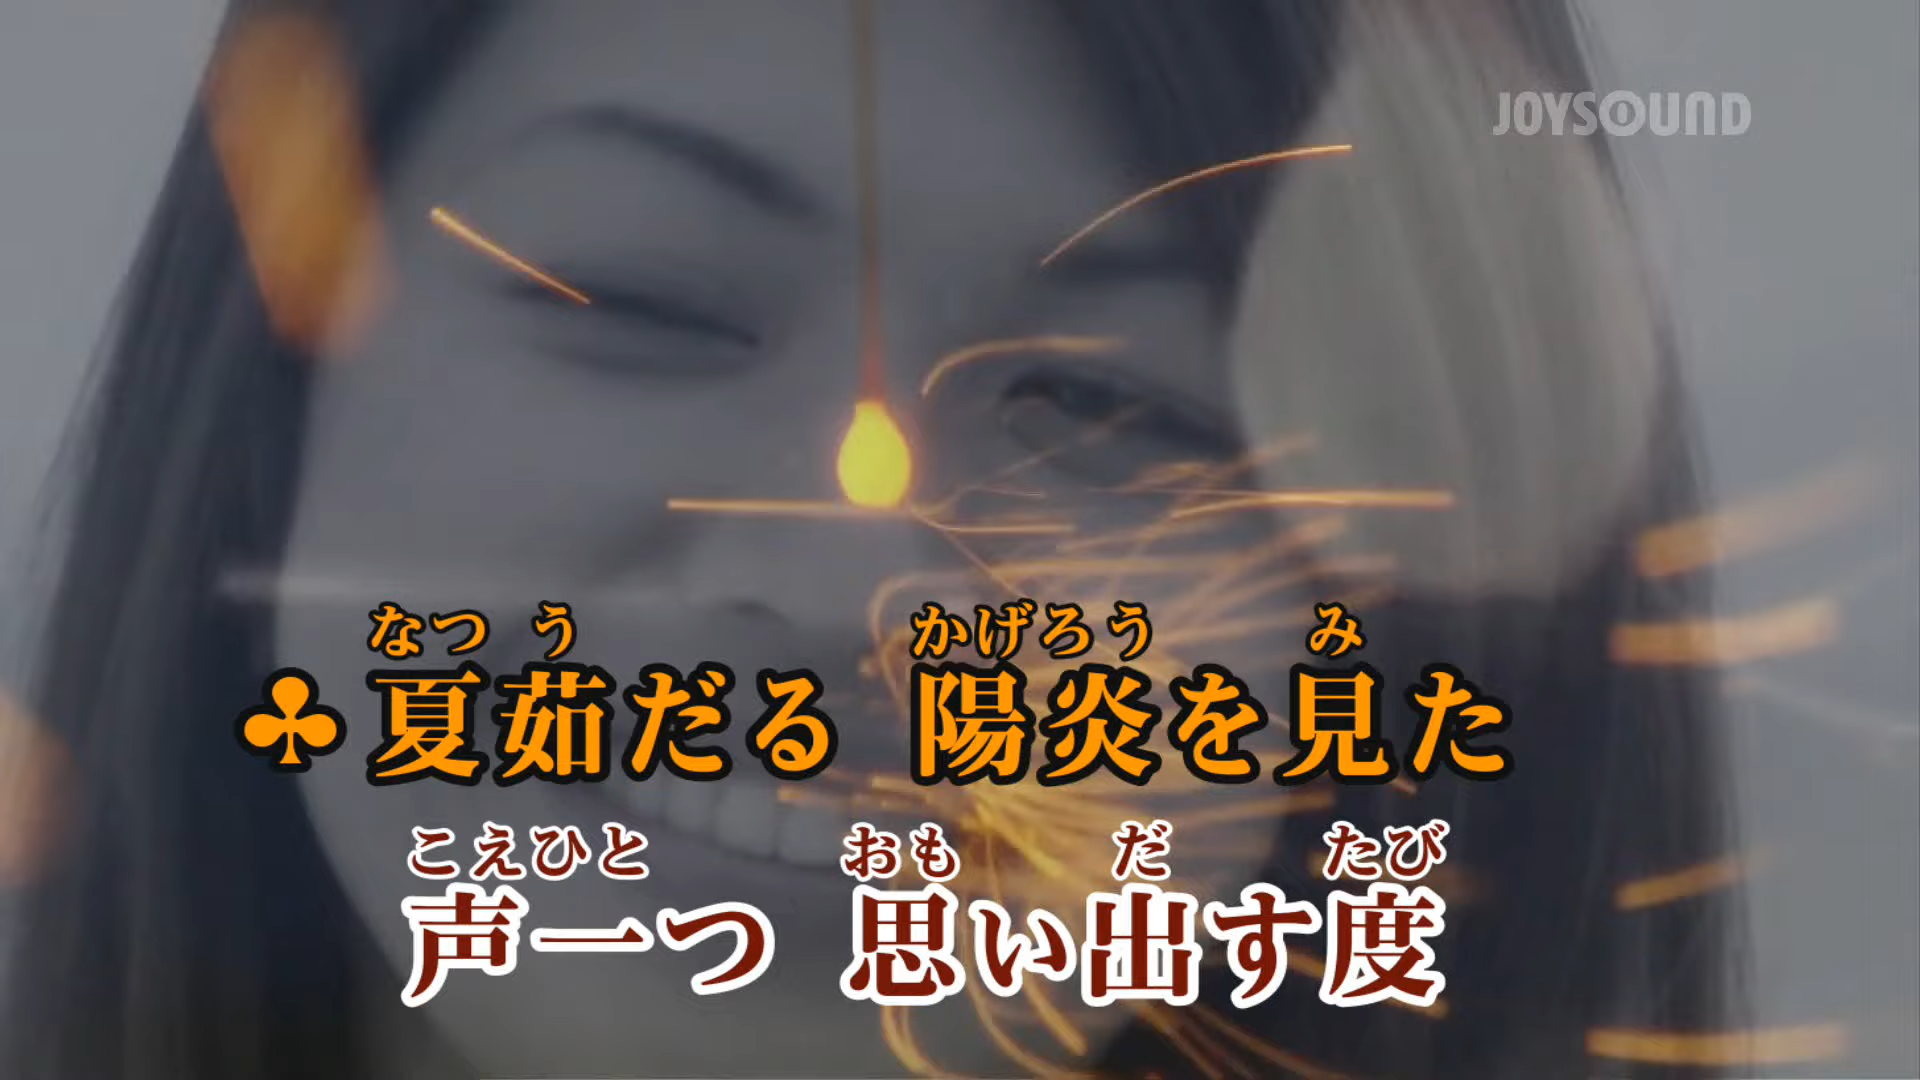 JOYSOUND
なつ う かげろう み
♣夏茹だる 陽炎を見た
こえひと おも だ たび
声一つ 思い出す度